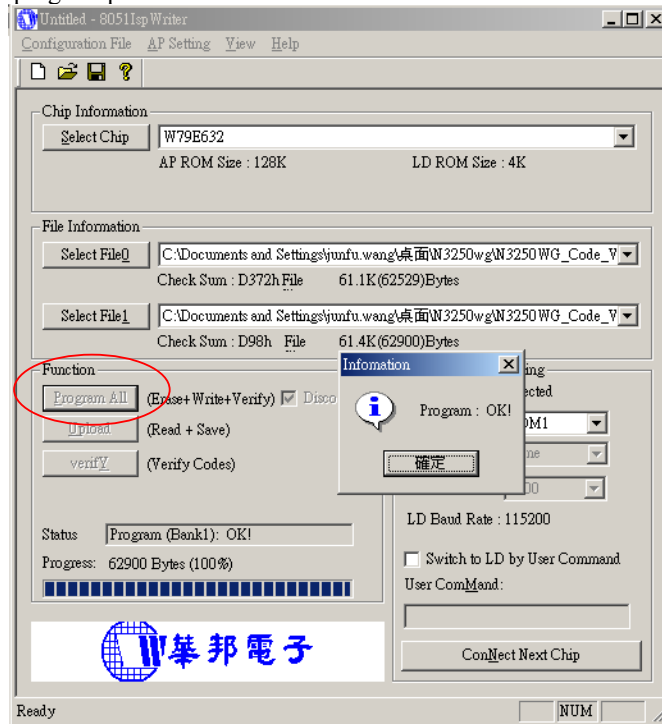 Untitled - 8051IspWriter
Configuration File AP Setting View Help
Chip Information
Select Chip W79E632
AP ROM Size : 128K LD ROM Size : 4K
File Information
Select File0 C:\Documents and Settings\junfu.wang\桌面\N3250wg\N3250WG_Code_V
Check Sum : D372h File 61.1K(62529)Bytes
Select File1 C:\Documents and Settings\junfu.wang\桌面\N3250wg\N3250WG_Code_V
Check Sum : D98h File 61.4K(62900)Bytes
Function
Program All (Erase+Write+Verify) Disco
Upload (Read + Save)
verifY (Verify Codes)
Infomation
Program : OK!
確定
Status Program (Bank1): OK!
Progress: 62900 Bytes (100%)
LD Baud Rate : 115200
Switch to LD by User Command
User ComMand:
華邦電子
ConNect Next Chip
Ready NUM